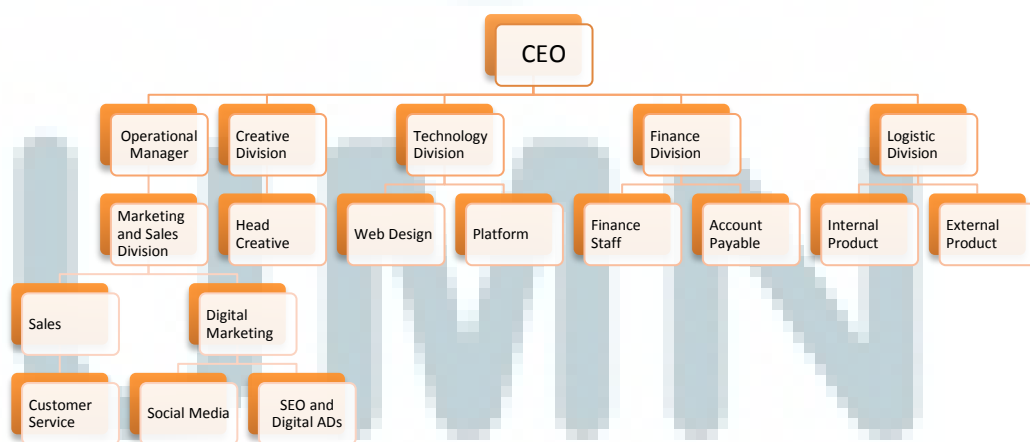 CEO
Operational
Manager
Creative
Division
Technology
Division
Finance
Division
Logistic
Division
Marketing
and Sales
Division
Head
Creative
Web Design
Platform
Finance
Staff
Account
Payable
Internal
Product
External
Product
Sales
Digital
Marketing
Customer
Service
Social Media
SEO and
Digital ADs